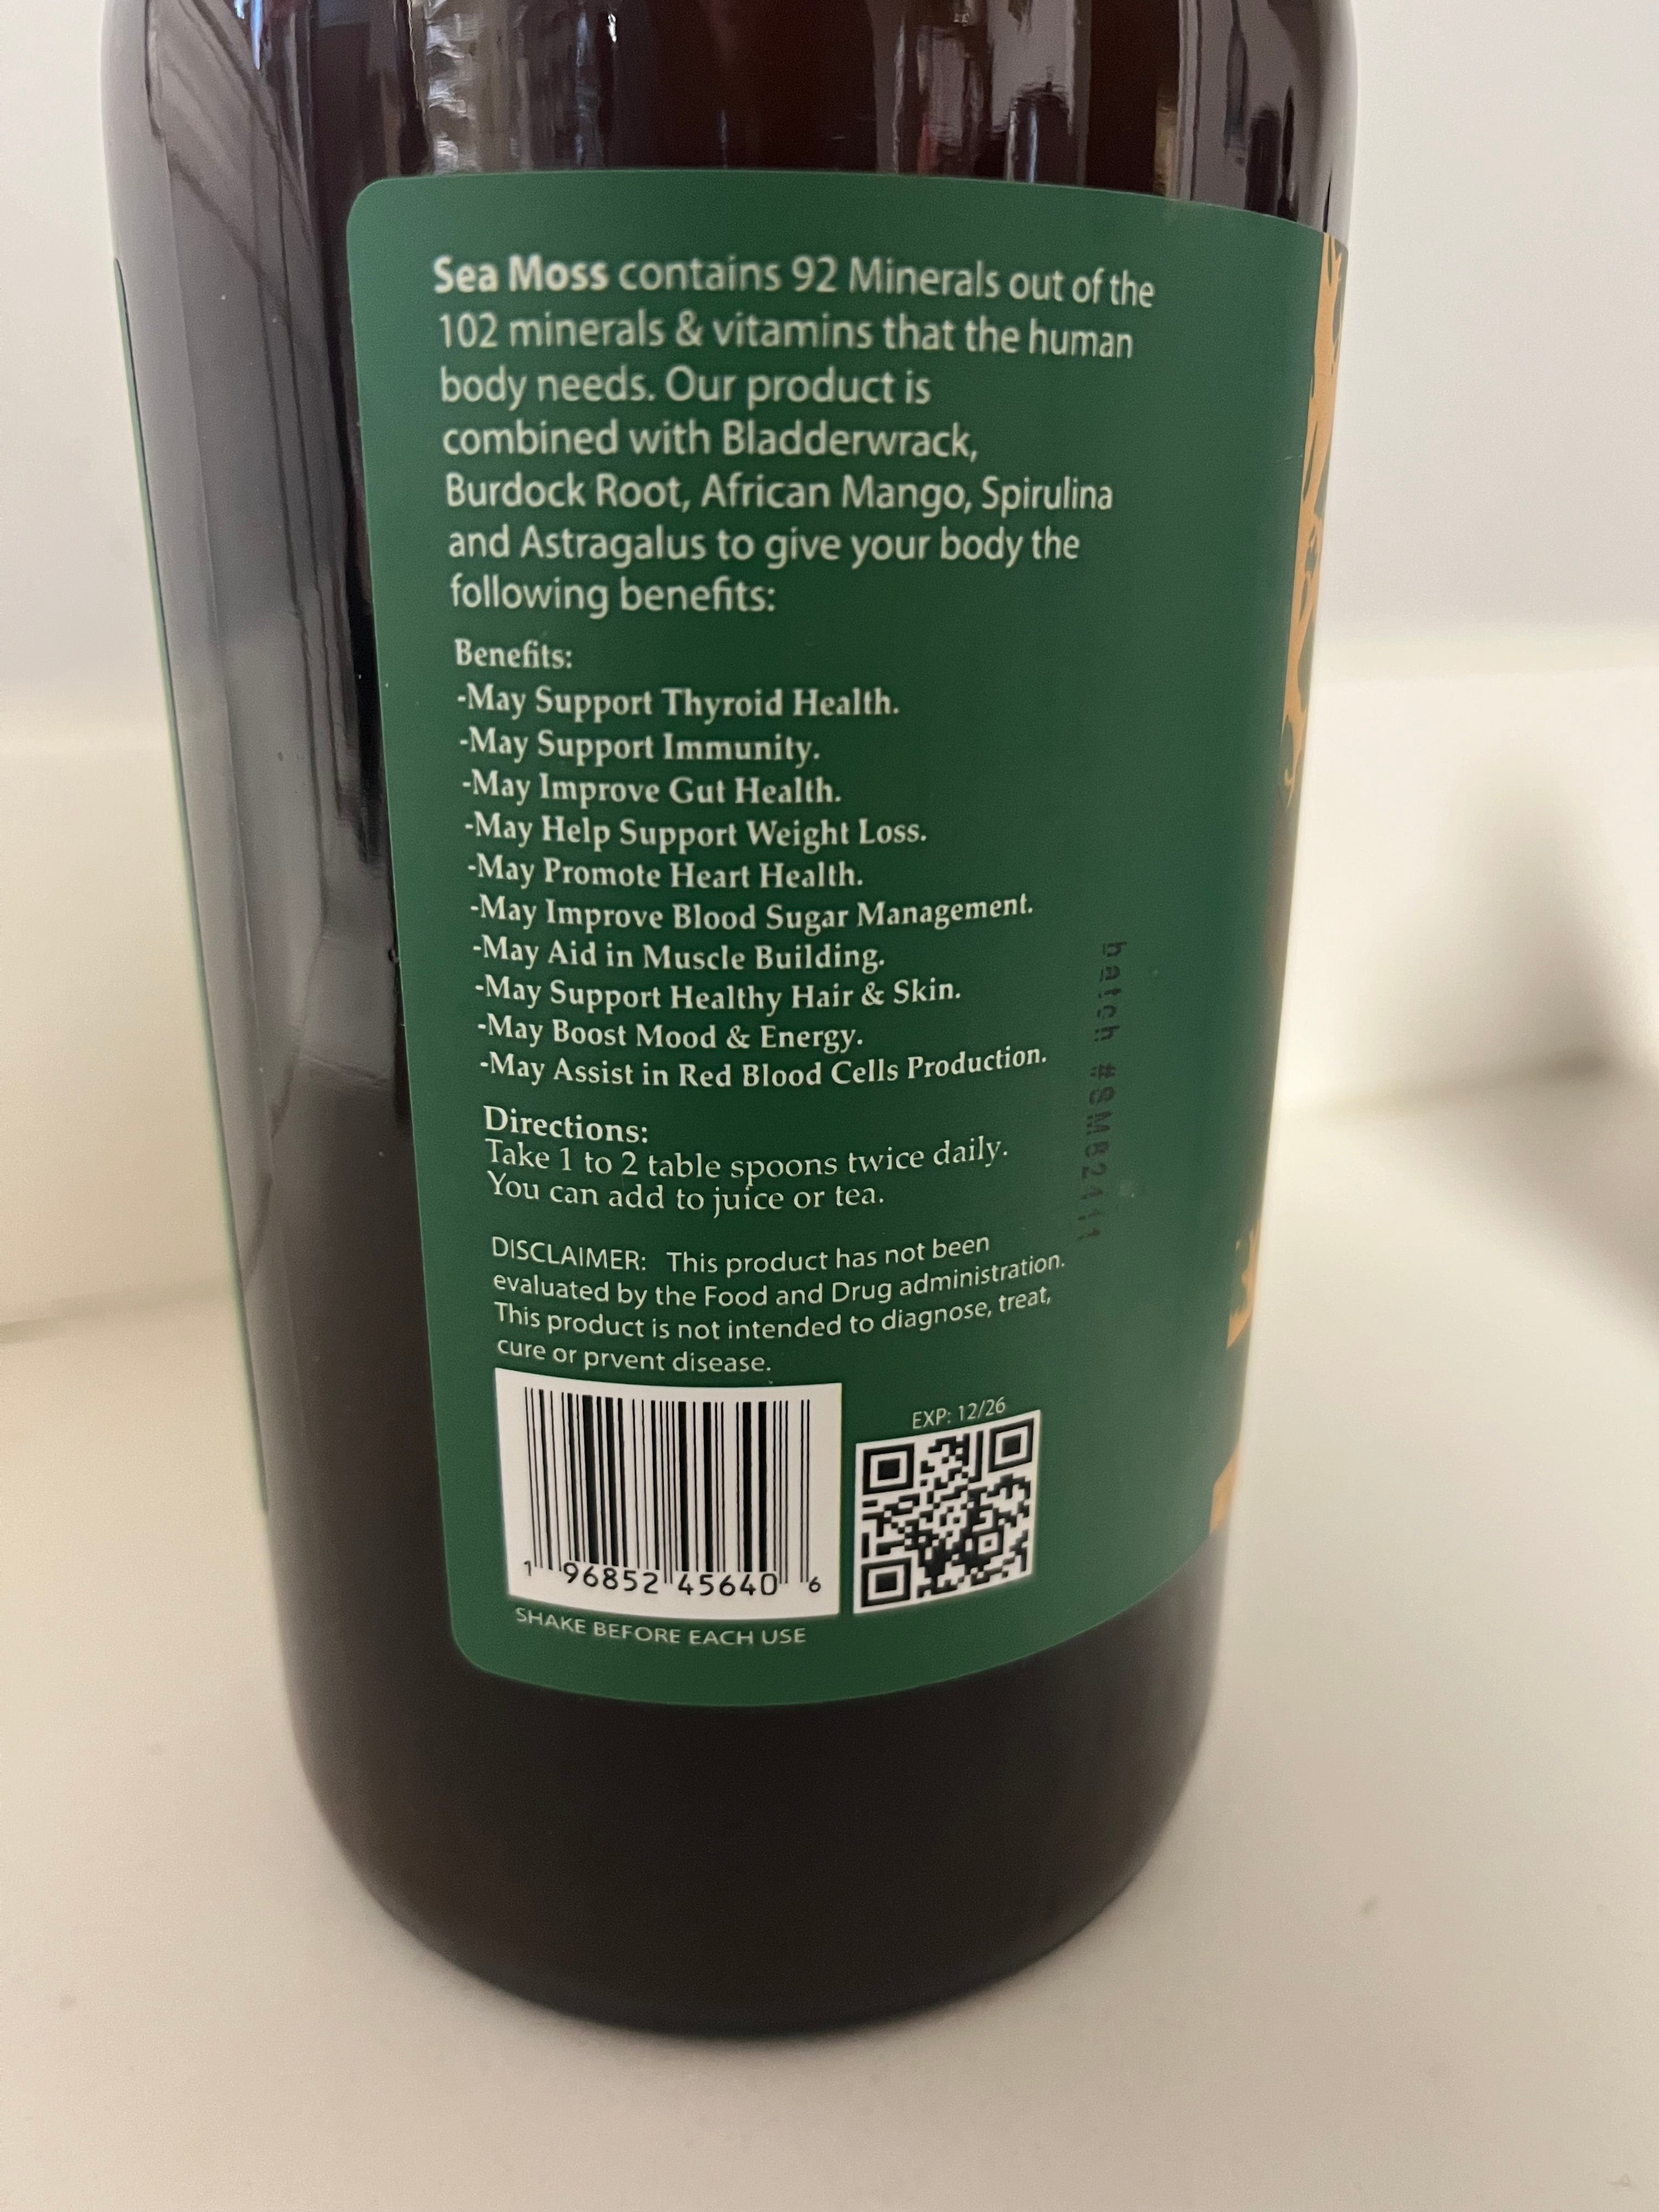 Sea Moss contains 92 Minerals out of the
102 minerals & vitamins that the human
body needs. Our product is
combined with Bladderwrack,
Burdock Root, African Mango, Spirulina
and Astragalus to give your body the
following benefits:
Benefits:
-May Support Thyroid Health.
-May Support Immunity.
-May Improve Gut Health.
-May Help Support Weight Loss.
-May Promote Heart Health.
-May Improve Blood Sugar Management.
-May Aid in Muscle Building.
-May Support Healthy Hair & Skin.
-May Boost Mood & Energy.
-May Assist in Red Blood Cells Production.
Directions:
Take 1 to 2 table spoons twice daily.
You can add to juice or tea.
DISCLAIMER: This product has not been
evaluated by the Food and Drug administration.
This product is not intended to diagnose, treat,
cure or prvent disease.
EXP: 12/26
1 96852 45640 6
SHAKE BEFORE EACH USE
batch